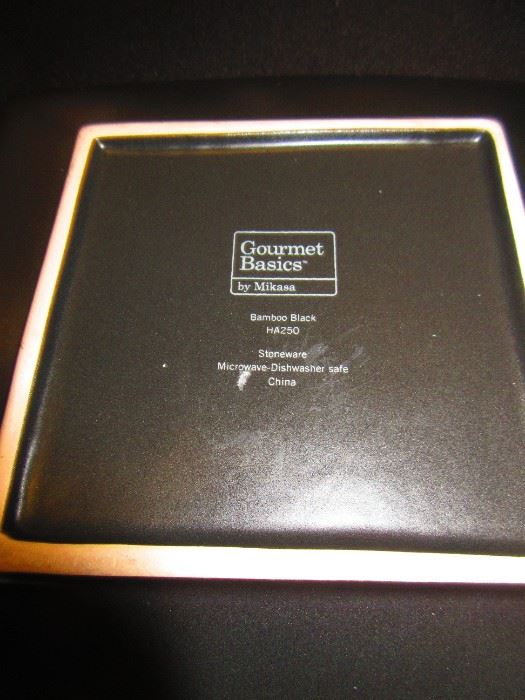 Gourmet
Basics™
by Mikasa
Bamboo Black
HA250
Stoneware
Microwave-Dishwasher safe
China